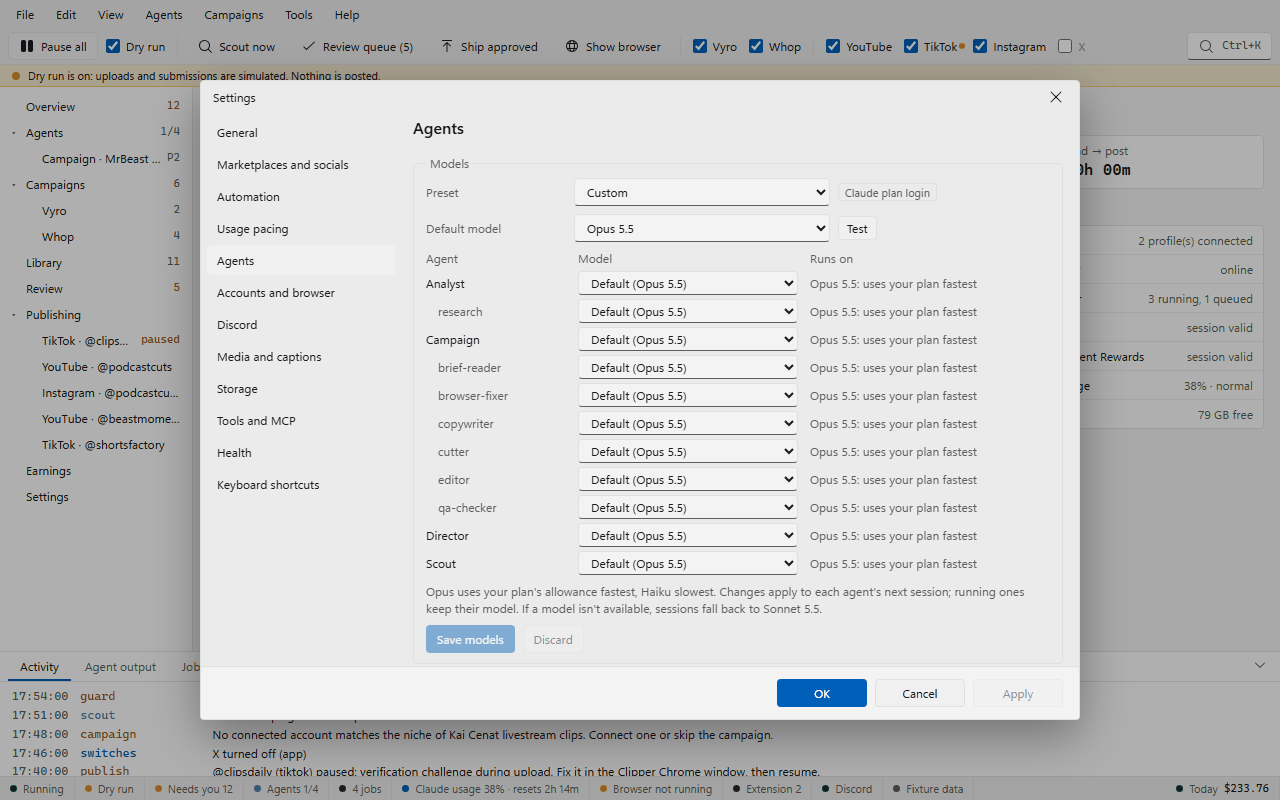 File Edit View Agents Campaigns Tools Help
Pause all Dry run Scout now Review queue (5) Ship approved Show browser Vyro Whop YouTube TikTok Instagram X Ctrl+K
Dry run is on: uploads and submissions are simulated. Nothing is posted.
Overview 12
Agents 1/4
Campaign · MrBeast ... P2
Campaigns 6
Vyro 2
Whop 4
Library 11
Review 5
Publishing
TikTok · @clips... paused
YouTube · @podcastcuts
Instagram · @podcastcu...
YouTube · @beastmome...
TikTok · @shortsfactory
Earnings
Settings
Settings
General
Marketplaces and socials
Automation
Usage pacing
Agents
Accounts and browser
Discord
Media and captions
Storage
Tools and MCP
Health
Keyboard shortcuts
Agents
Models
Preset Custom Claude plan login
Default model Opus 5.5 Test
Agent Model Runs on
Analyst Default (Opus 5.5) Opus 5.5: uses your plan fastest
research Default (Opus 5.5) Opus 5.5: uses your plan fastest
Campaign Default (Opus 5.5) Opus 5.5: uses your plan fastest
brief-reader Default (Opus 5.5) Opus 5.5: uses your plan fastest
browser-fixer Default (Opus 5.5) Opus 5.5: uses your plan fastest
copywriter Default (Opus 5.5) Opus 5.5: uses your plan fastest
cutter Default (Opus 5.5) Opus 5.5: uses your plan fastest
editor Default (Opus 5.5) Opus 5.5: uses your plan fastest
qa-checker Default (Opus 5.5) Opus 5.5: uses your plan fastest
Director Default (Opus 5.5) Opus 5.5: uses your plan fastest
Scout Default (Opus 5.5) Opus 5.5: uses your plan fastest
Opus uses your plan's allowance fastest, Haiku slowest. Changes apply to each agent's next session; running ones
keep their model. If a model isn't available, sessions fall back to Sonnet 5.5.
Save models Discard
OK Cancel Apply
→ post
0h 00m
2 profile(s) connected
online
3 running, 1 queued
session valid
ent Rewards session valid
38% · normal
79 GB free
Activity Agent output
17:54:00 guard
17:51:00 scout
17:48:00 campaign No connected account matches the niche of Kai Cenat livestream clips. Connect one or skip the campaign.
17:46:00 switches X turned off (app)
17:40:00 publish @clipsdaily (tiktok) paused: verification challenge during upload. Fix it in the Clipper Chrome window, then resume.
Running Dry run Needs you 12 Agents 1/4 4 jobs Claude usage 38% · resets 2h 14m Browser not running Extension 2 Discord Fixture data Today $233.76